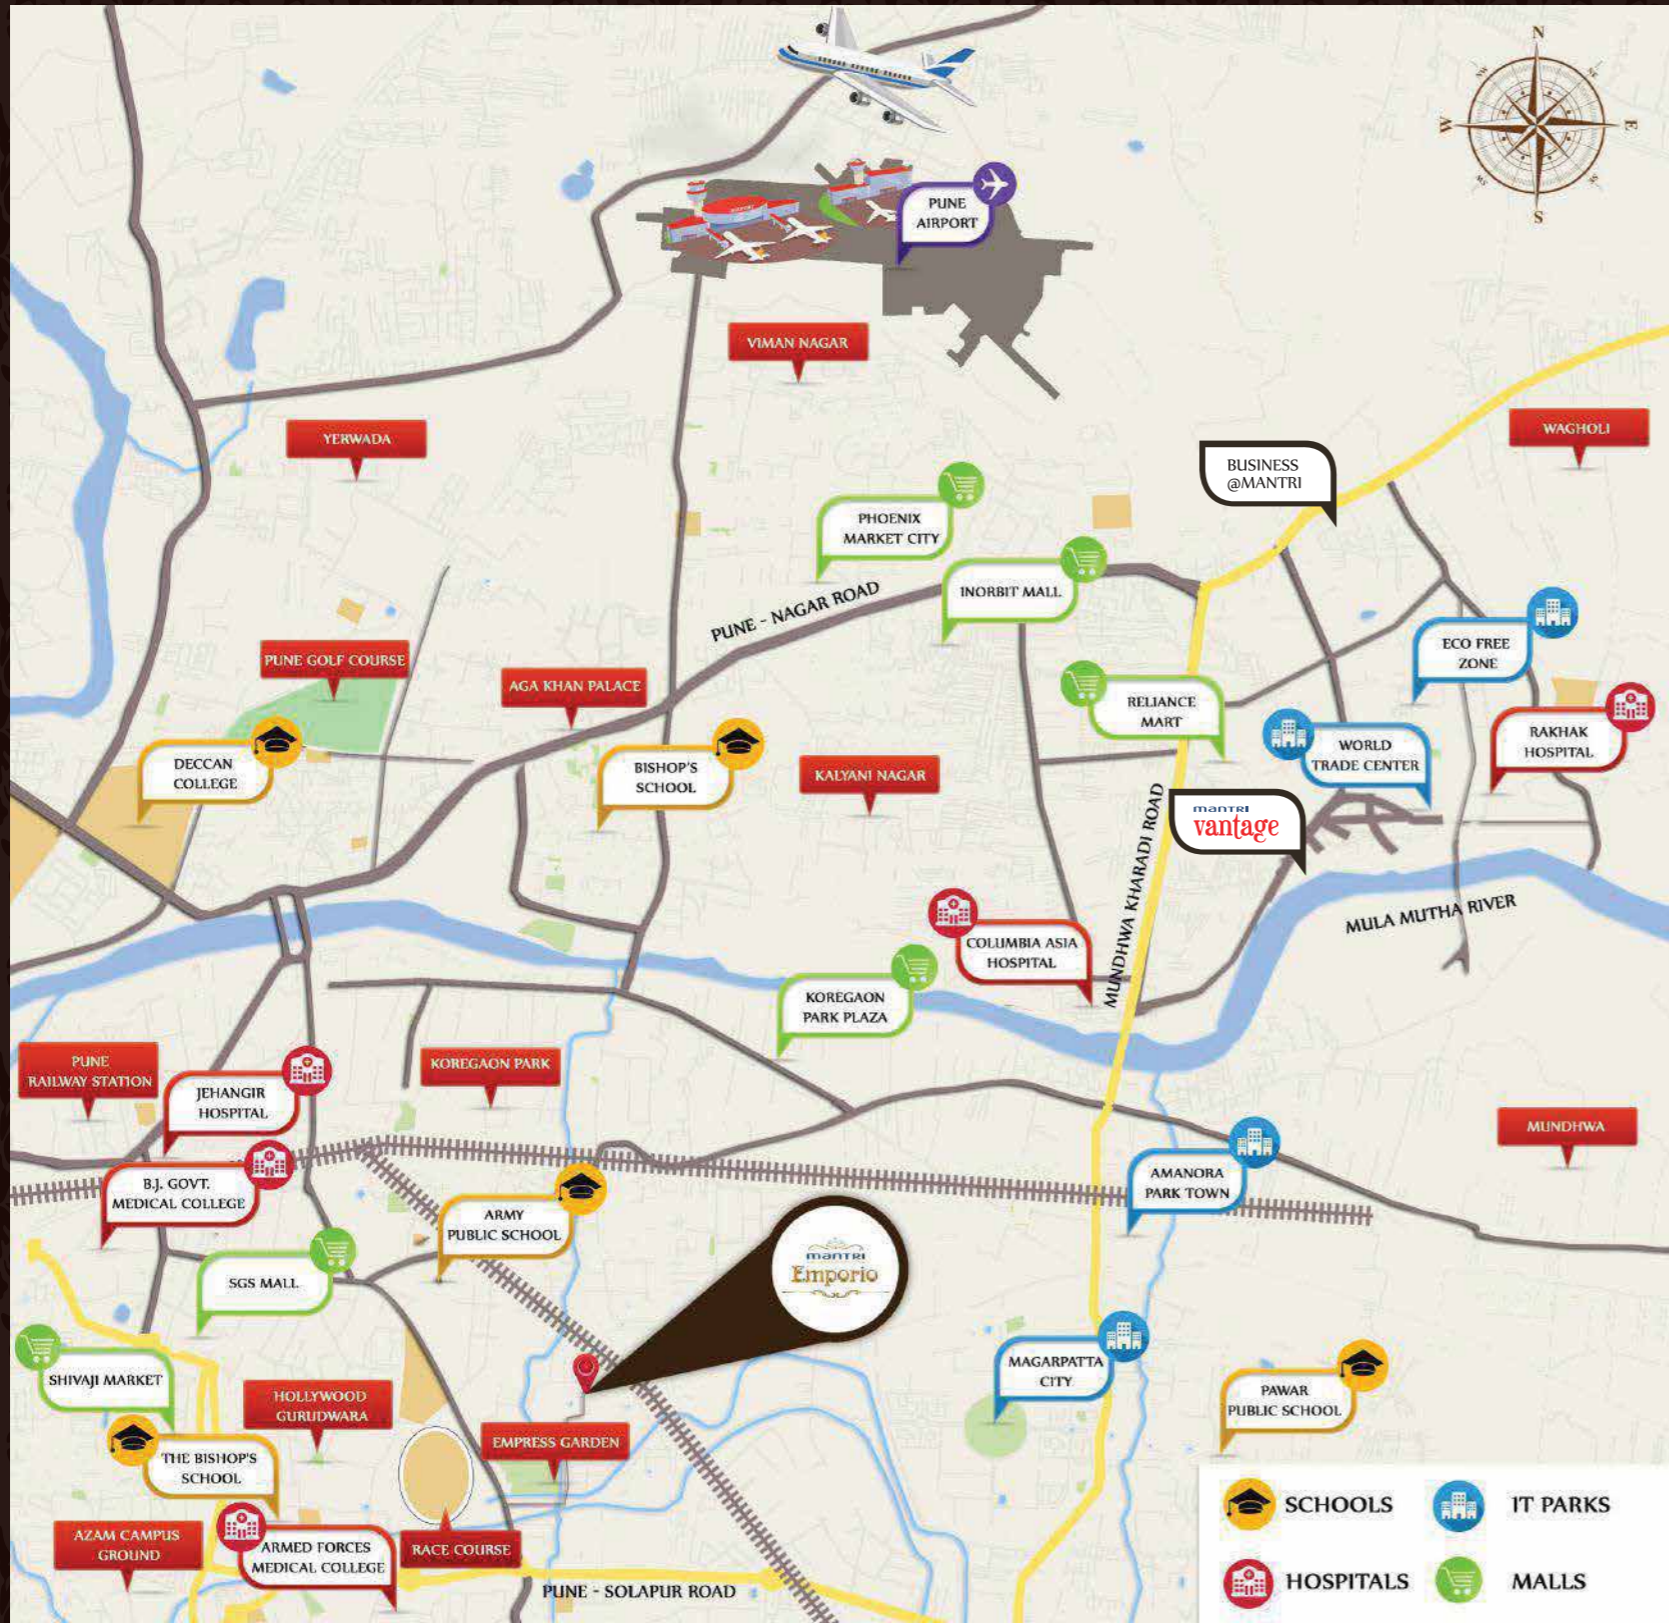 N
NW
NE
W
E
SW
SE
S
PUNE
AIRPORT
VIMAN NAGAR
YERWADA
WAGHOLI
BUSINESS
@MANTRI
PHOENIX
MARKET CITY
INORBIT MALL
PUNE - NAGAR ROAD
ECO FREE
ZONE
PUNE GOLF COURSE
AGA KHAN PALACE
RELIANCE
MART
RAKHAK
HOSPITAL
WORLD
TRADE CENTER
DECCAN
COLLEGE
BISHOP'S
SCHOOL
KALYANI NAGAR
mantri
vantage
MUNDHWA KHARADI ROAD
MULA MUTHA RIVER
COLUMBIA ASIA
HOSPITAL
KOREGAON
PARK PLAZA
PUNE
RAILWAY STATION
KOREGAON PARK
JEHANGIR
HOSPITAL
MUNDHWA
B.J. GOVT.
MEDICAL COLLEGE
AMANORA
PARK TOWN
ARMY
PUBLIC SCHOOL
mantri
Emporio
SGS MALL
SHIVAJI MARKET
MAGARPATTA
CITY
HOLLYWOOD
GURUDWARA
PAWAR
PUBLIC SCHOOL
EMPRESS GARDEN
THE BISHOP'S
SCHOOL
AZAM CAMPUS
GROUND
ARMED FORCES
MEDICAL COLLEGE
RACE COURSE
PUNE - SOLAPUR ROAD
SCHOOLS
IT PARKS
HOSPITALS
MALLS